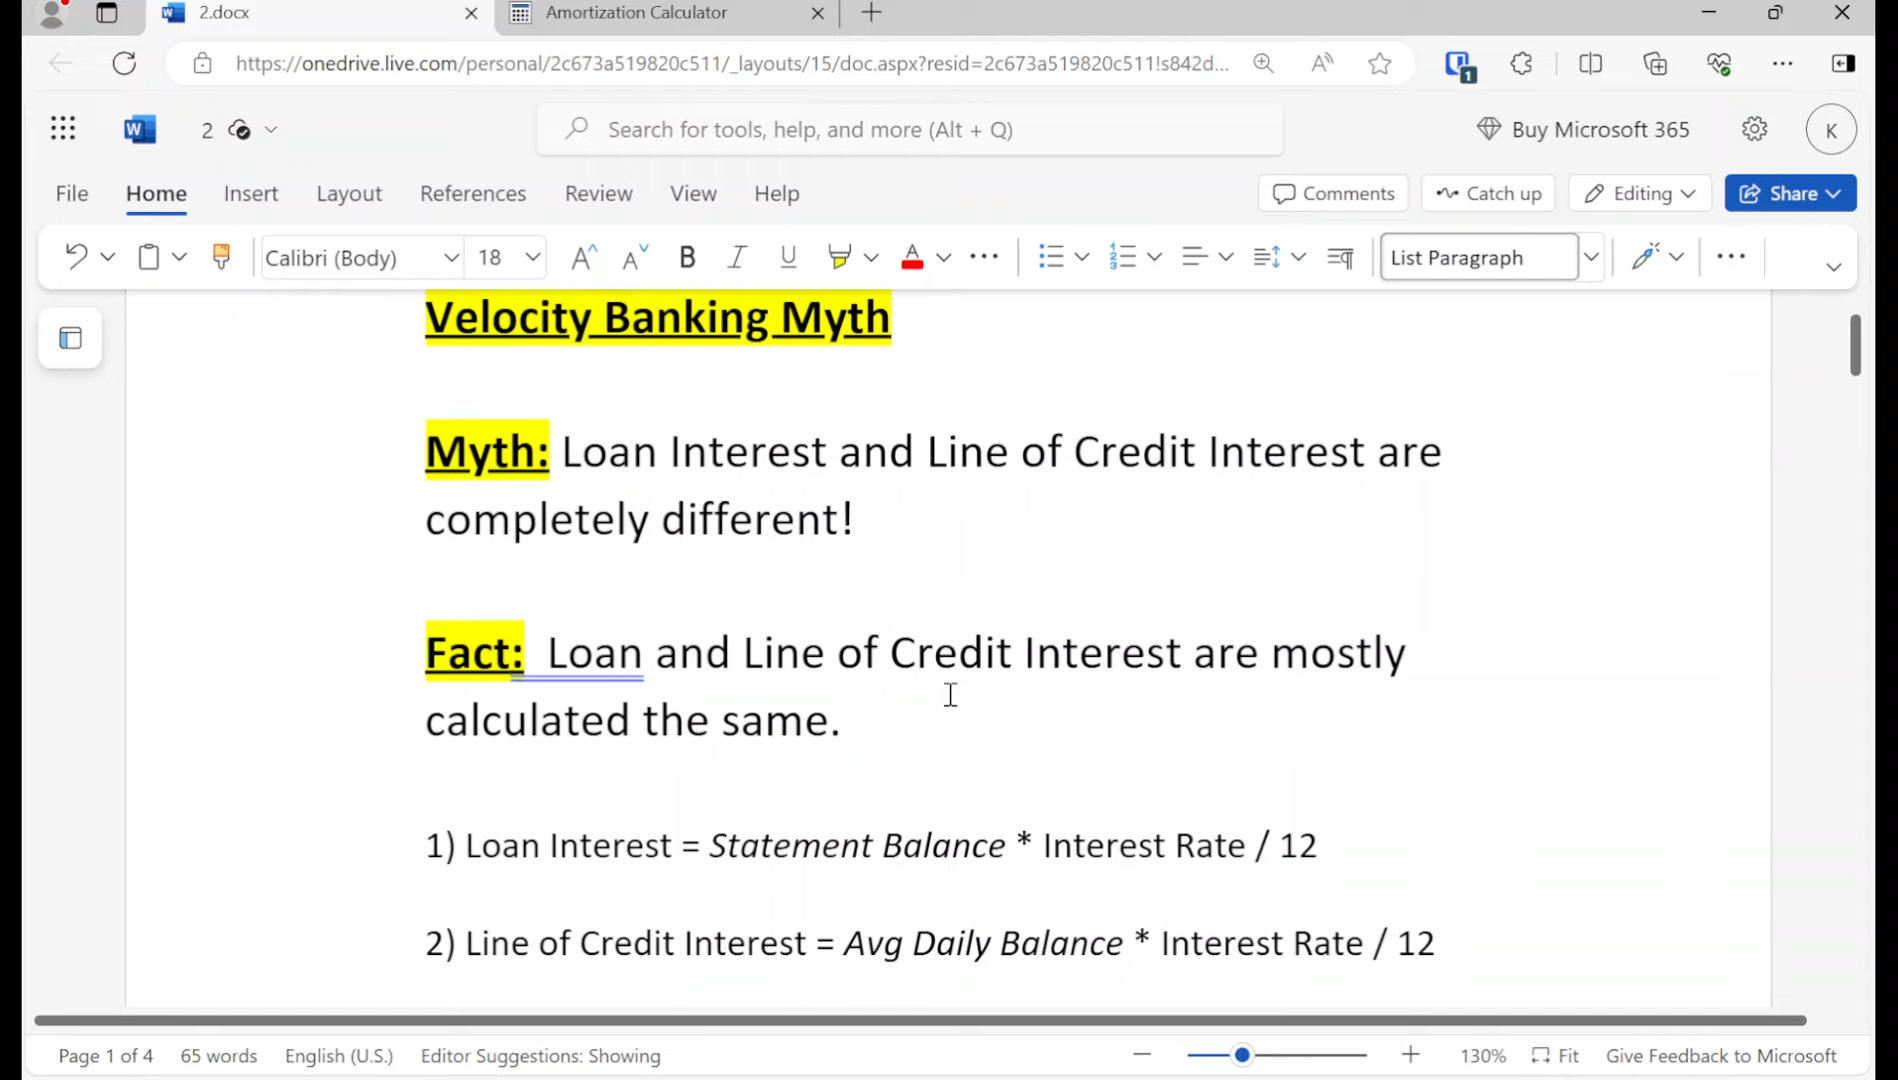 2.docx
Amortization Calculator
https://onedrive.live.com/personal/2c673a519820c511/_layouts/15/doc.aspx?resid=2c673a519820c511!s842d...
1
W
2
Search for tools, help, and more (Alt + Q)
Buy Microsoft 365
K
File Home Insert Layout References Review View Help
Comments Catch up Editing Share
Calibri (Body) 18 A A B I U A List Paragraph
Velocity Banking Myth
Myth: Loan Interest and Line of Credit Interest are
completely different!
Fact: Loan and Line of Credit Interest are mostly
calculated the same.
1) Loan Interest = Statement Balance * Interest Rate / 12
2) Line of Credit Interest = Avg Daily Balance * Interest Rate / 12
Page 1 of 4 65 words English (U.S.) Editor Suggestions: Showing 130% Fit Give Feedback to Microsoft